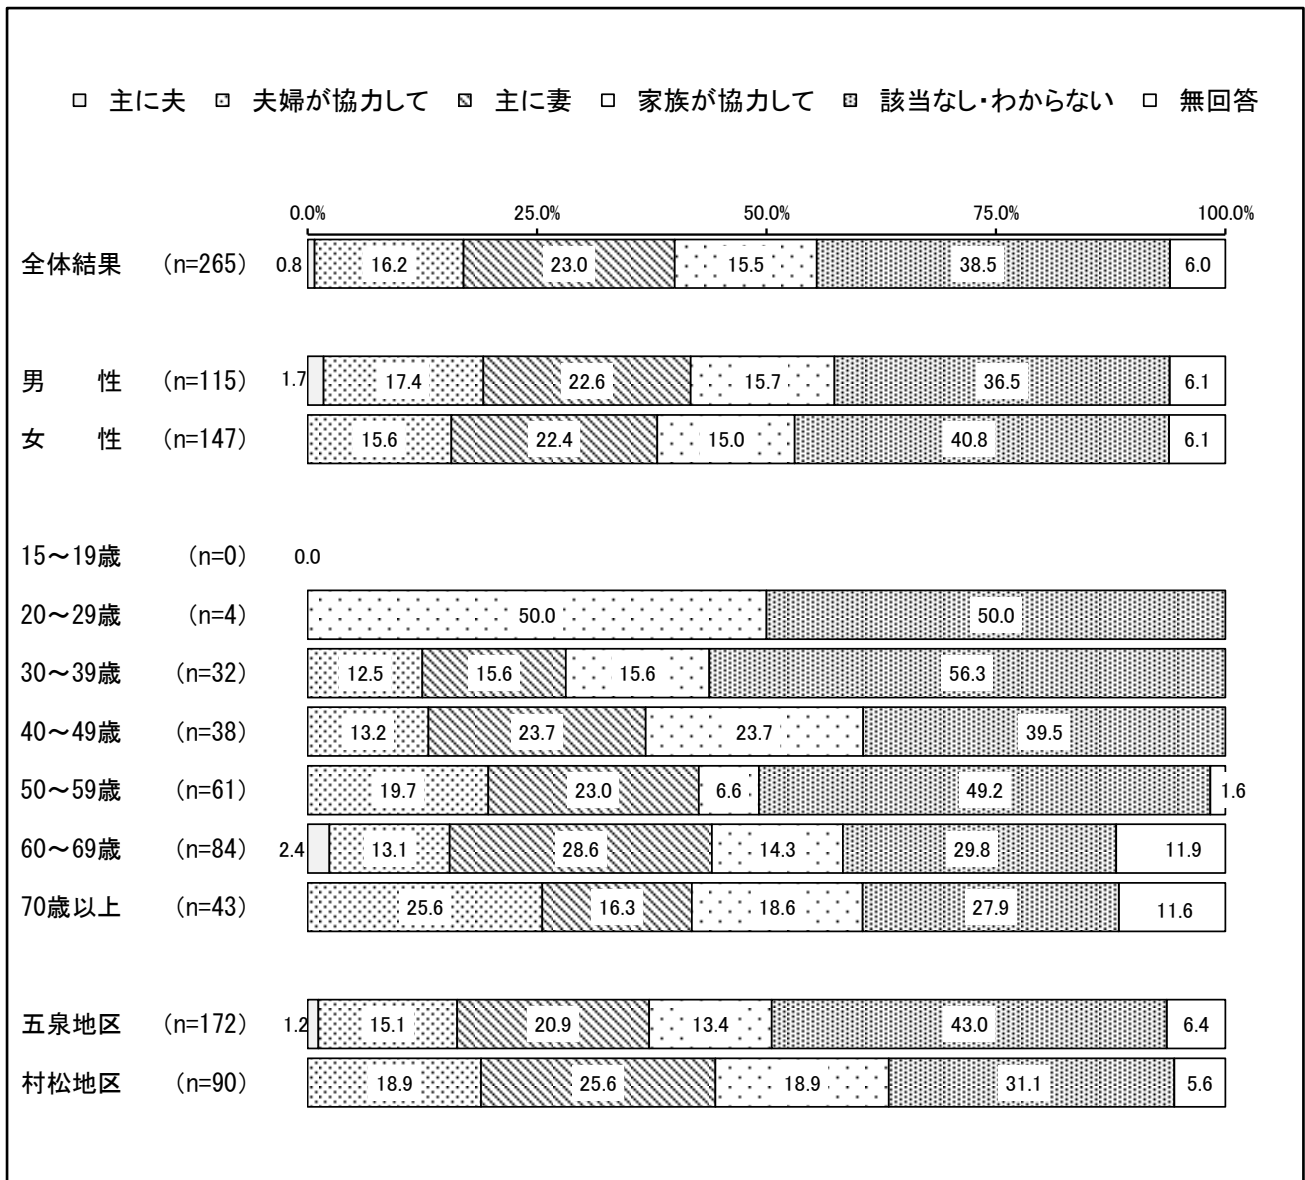 主に夫 夫婦が協力して 主に妻 家族が協力して 該当なし・わからない 無回答
0.0% 25.0% 50.0% 75.0% 100.0%
全体結果 (n=265) 0.8 16.2 23.0 15.5 38.5 6.0
男 性 (n=115) 1.7 17.4 22.6 15.7 36.5 6.1
女 性 (n=147) 15.6 22.4 15.0 40.8 6.1
15～19歳 (n=0) 0.0
20～29歳 (n=4) 50.0 50.0
30～39歳 (n=32) 12.5 15.6 15.6 56.3
40～49歳 (n=38) 13.2 23.7 23.7 39.5
50～59歳 (n=61) 19.7 23.0 6.6 49.2 1.6
60～69歳 (n=84) 2.4 13.1 28.6 14.3 29.8 11.9
70歳以上 (n=43) 25.6 16.3 18.6 27.9 11.6
五泉地区 (n=172) 1.2 15.1 20.9 13.4 43.0 6.4
村松地区 (n=90) 18.9 25.6 18.9 31.1 5.6